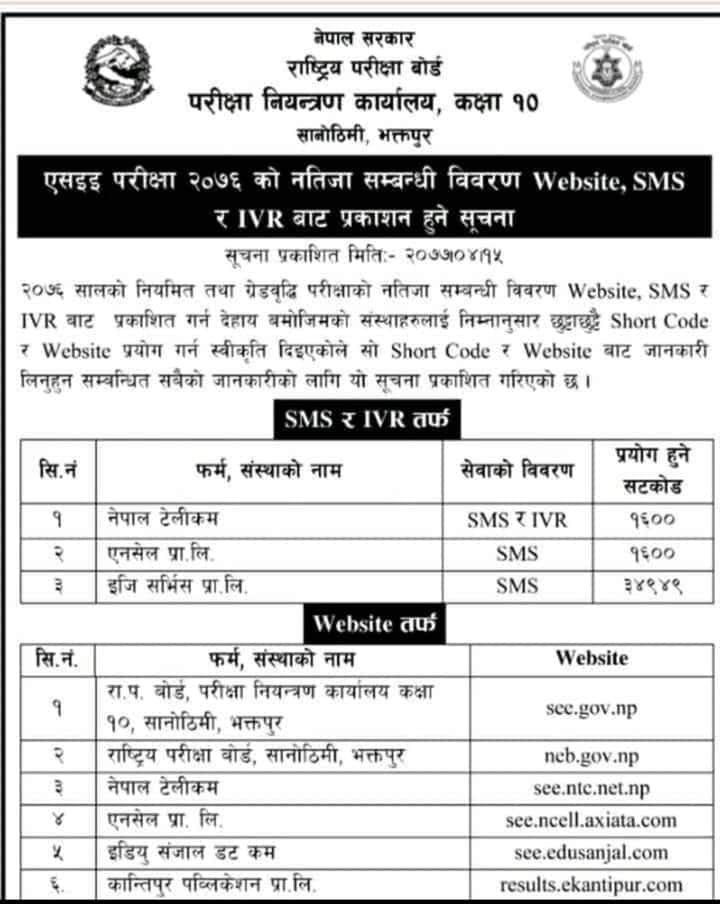 नेपाल सरकार
राष्ट्रिय परीक्षा बोर्ड
परीक्षा नियन्त्रण कार्यालय, कक्षा १०
सानोठिमी, भक्तपुर
एसइइ परीक्षा २०७६ को नतिजा सम्बन्धी विवरण Website, SMS
र IVR बाट प्रकाशन हुने सूचना
सूचना प्रकाशित मितिः- २०७७०४१५
२०७६ सालको नियमित तथा ग्रेडवृद्धि परीक्षाको नतिजा सम्बन्धी विवरण Website, SMS र
IVR बाट प्रकाशित गर्न देहाय बमोजिमको संस्थाहरुलाई निम्नानुसार छुट्टाछुट्टै Short Code
र Website प्रयोग गर्न स्वीकृति दिइएकोले सो Short Code र Website बाट जानकारी
लिनुहुन सम्बन्धित सबैको जानकारीको लागि यो सूचना प्रकाशित गरिएको छ ।
SMS र IVR तर्फ
सि.नं फर्म, संस्थाको नाम सेवाको विवरण प्रयोग हुने सटकोड
१ नेपाल टेलीकम SMS र IVR १६००
२ एनसेल प्रा.लि. SMS १६००
३ इजि सर्भिस प्रा.लि. SMS ३४९४९
Website तर्फ
सि.नं. फर्म, संस्थाको नाम Website
१ रा.प. बोर्ड, परीक्षा नियन्त्रण कार्यालय कक्षा
१०, सानोठिमी, भक्तपुर see.gov.np
२ राष्ट्रिय परीक्षा बोर्ड, सानोठिमी, भक्तपुर neb.gov.np
३ नेपाल टेलीकम see.ntc.net.np
४ एनसेल प्रा. लि. see.ncell.axiata.com
५ इडियु संजाल डट कम see.edusanjal.com
६. कान्तिपुर पब्लिकेशन प्रा.लि. results.ekantipur.com